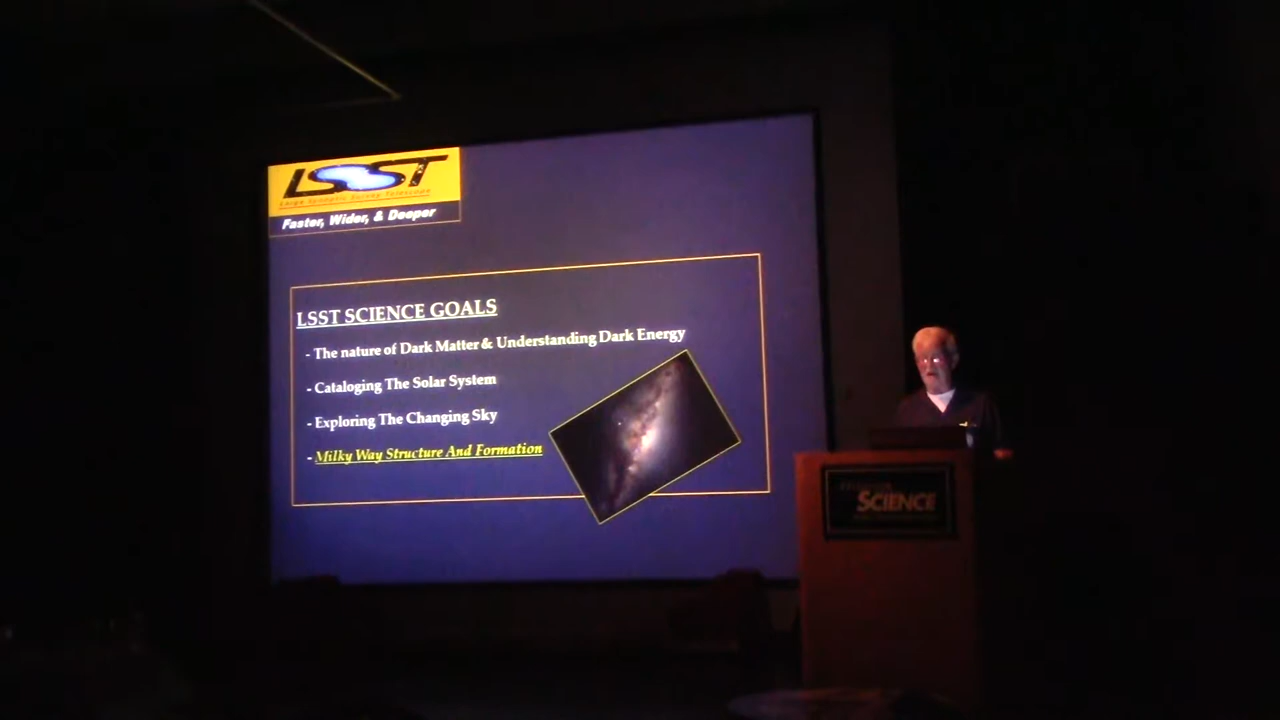 LSST
Large Synoptic Survey Telescope
Faster, Wider, & Deeper
LSST SCIENCE GOALS
- The nature of Dark Matter & Understanding Dark Energy
- Cataloging The Solar System
- Exploring The Changing Sky
- Milky Way Structure And Formation
SCIENCE